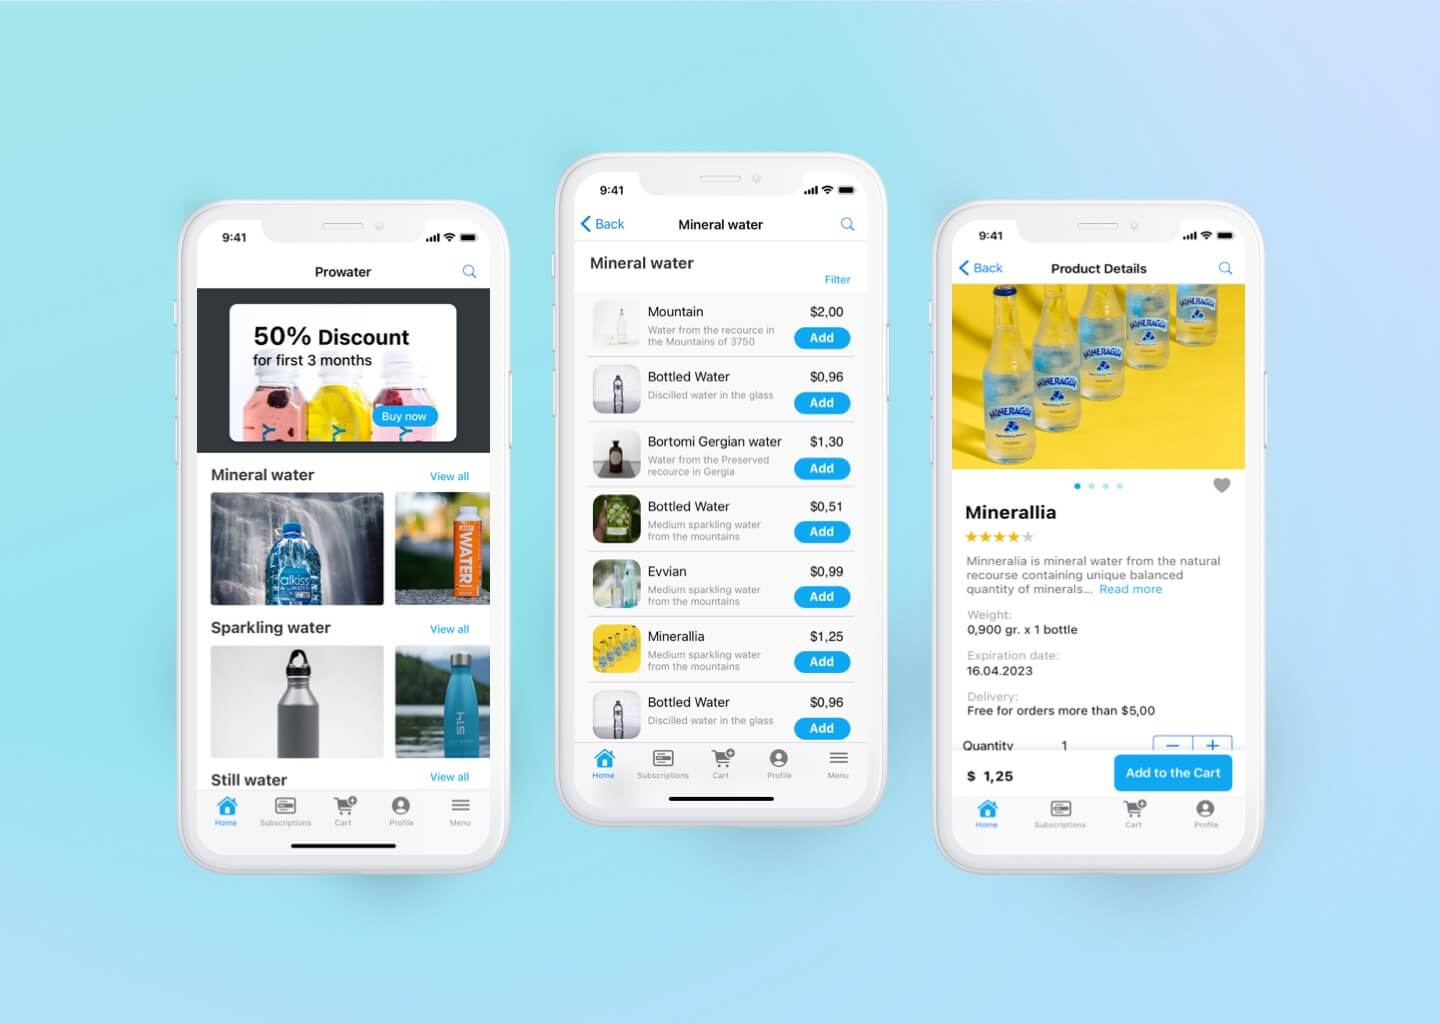 9:41
Prowater
50% Discount
for first 3 months
Buy now
Mineral water
View all
alkiss
JUST
WATER
Sparkling water
View all
Still water
View all
Home
Subscriptions
Cart
Profile
Menu
9:41
Back
Mineral water
Mineral water
Filter
Mountain
$2,00
Water from the recource in
the Mountains of 3750
Add
Bottled Water
$0,96
Discilled water in the glass
Add
Bortomi Gergian water
$1,30
Water from the Preserved
recource in Gergia
Add
Bottled Water
$0,51
Medium sparkling water
from the mountains
Add
Evvian
$0,99
Medium sparkling water
from the mountains
Add
Minerallia
$1,25
Medium sparkling water
from the mountains
Add
Bottled Water
$0,96
Discilled water in the glass
Add
Home
Subscriptions
Cart
Profile
Menu
9:41
Back
Product Details
MINERAGUA
MINERAGUA
MINERAGUA
MINERAGUA
Minerallia
Minneralia is mineral water from the natural
recourse containing unique balanced
quantity of minerals... Read more
Weight:
0,900 gr. x 1 bottle
Expiration date:
16.04.2023
Delivery:
Free for orders more than $5,00
Quantity
1
$ 1,25
Add to the Cart
Home
Subscriptions
Cart
Profile